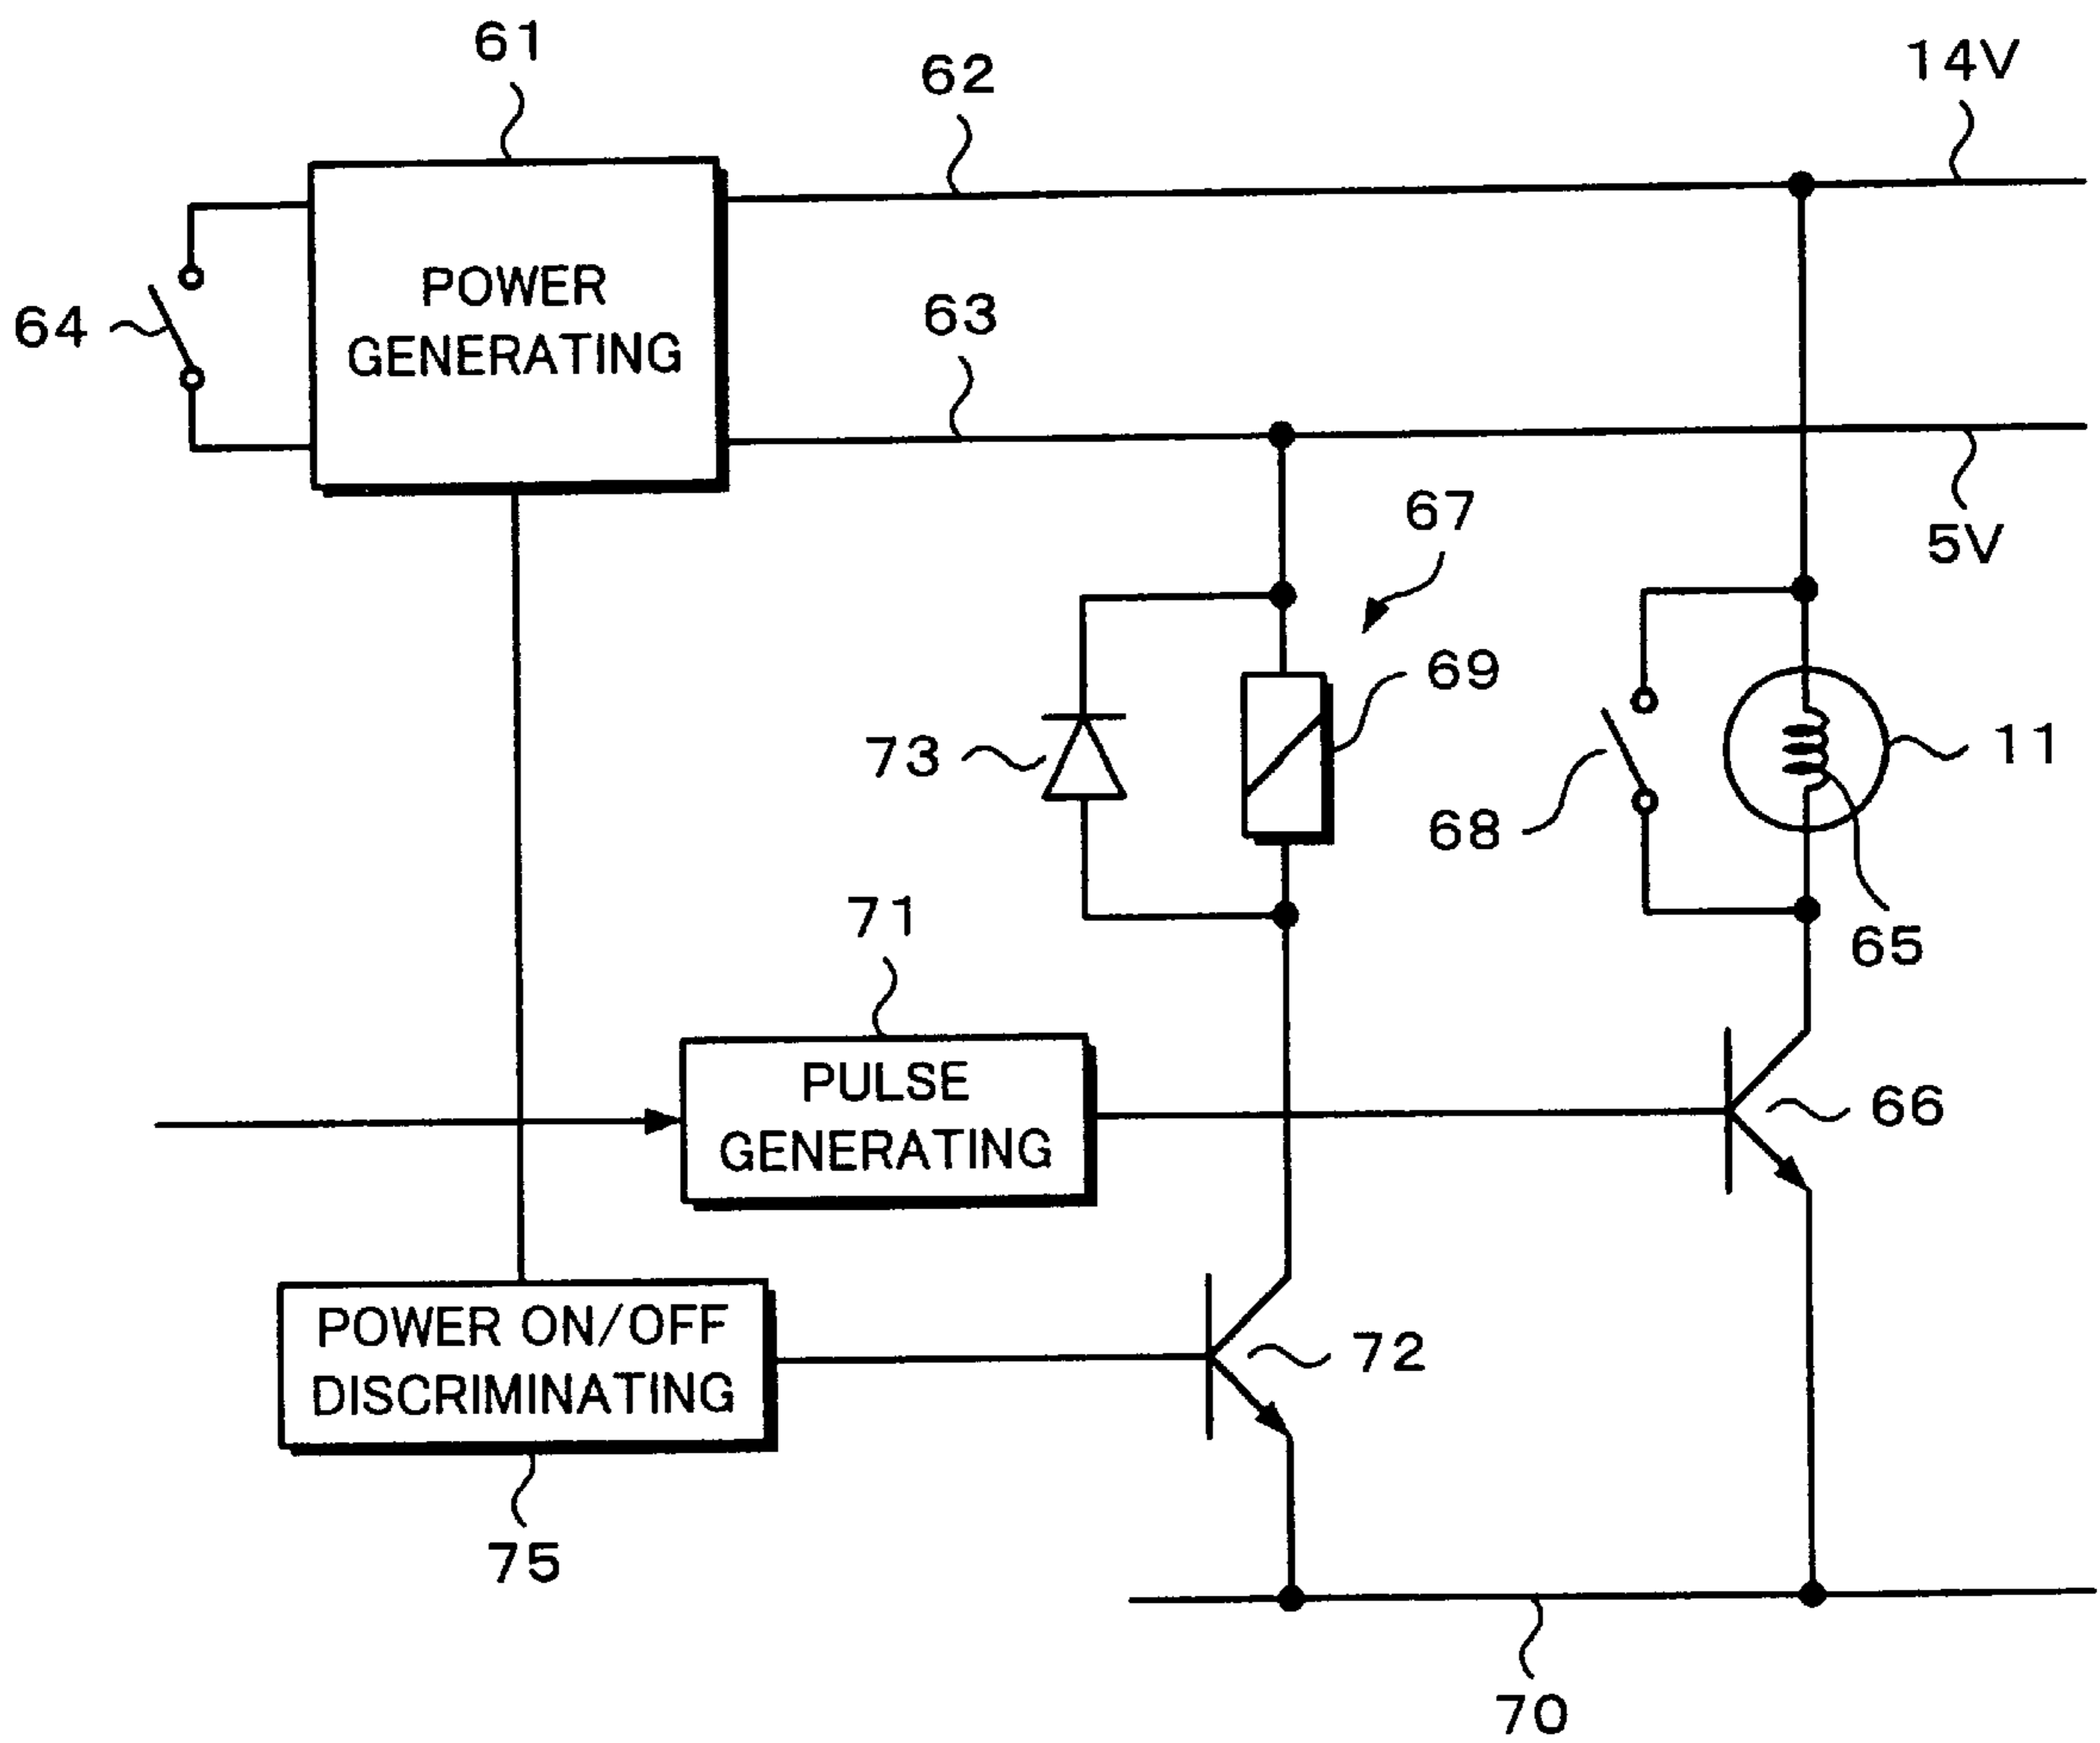 61
62
14V
POWER
GENERATING
64
63
67
5V
69
73
11
68
71
65
PULSE
GENERATING
66
POWER ON/OFF
DISCRIMINATING
72
75
70